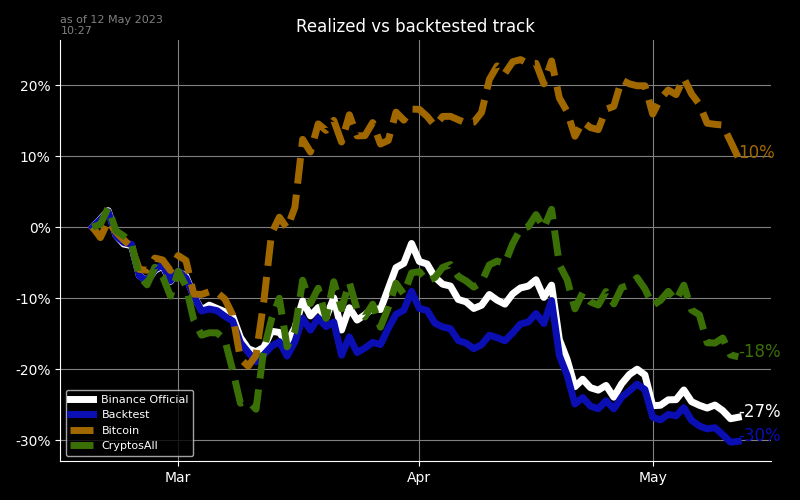 as of 12 May 2023
10:27
Realized vs backtested track
20%
10%
0%
-10%
-20%
-30%
10%
-18%
-27%
-30%
Binance Official
Backtest
Bitcoin
CryptosAll
Mar
Apr
May